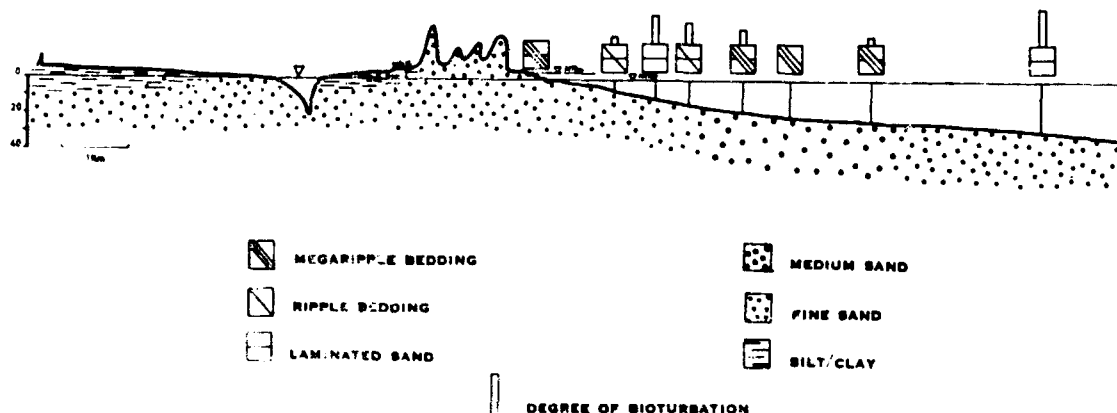 0
20
40
MEGARIPPLE BEDDING
RIPPLE BEDDING
LAMINATED SAND
MEDIUM SAND
FINE SAND
SILT/CLAY
DEGREE OF BIOTURBATION